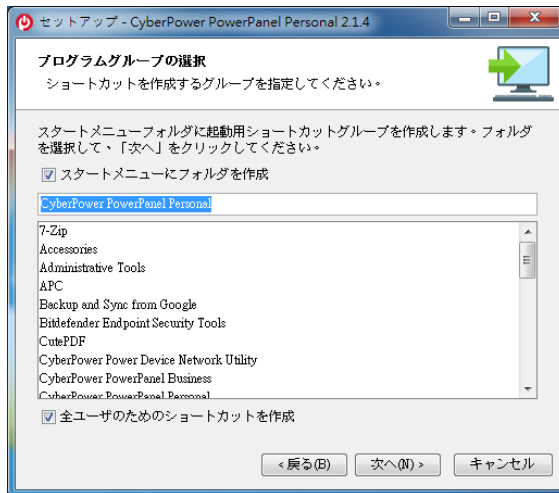 セットアップ - CyberPower PowerPanel Personal 2.1.4
プログラムグループの選択
ショートカットを作成するグループを指定してください。
スタートメニューフォルダに起動用ショートカットグループを作成します。フォルダ
を選択して、「次へ」をクリックしてください。
スタートメニューにフォルダを作成
CyberPower PowerPanel Personal
7-Zip
Accessories
Administrative Tools
APC
Backup and Sync from Google
Bitdefender Endpoint Security Tools
CutePDF
CyberPower Power Device Network Utility
CyberPower PowerPanel Business
CyberPower PowerPanel Personal
全ユーザのためのショートカットを作成
<戻る(B)
次へ(N)>
キャンセル